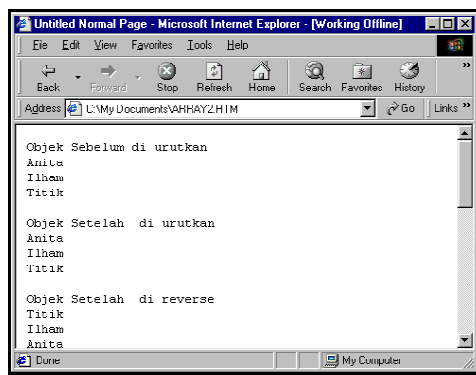 Untitled Normal Page - Microsoft Internet Explorer - [Working Offline]
File Edit View Favorites Tools Help
Back Forward Stop Refresh Home Search Favorites History »
Address C:\My Documents\ARRAY2.HTM Go Links »
Objek Sebelum di urutkan
Anita
Ilham
Titik
Objek Setelah di urutkan
Anita
Ilham
Titik
Objek Setelah di reverse
Titik
Ilham
Anita
Done My Computer